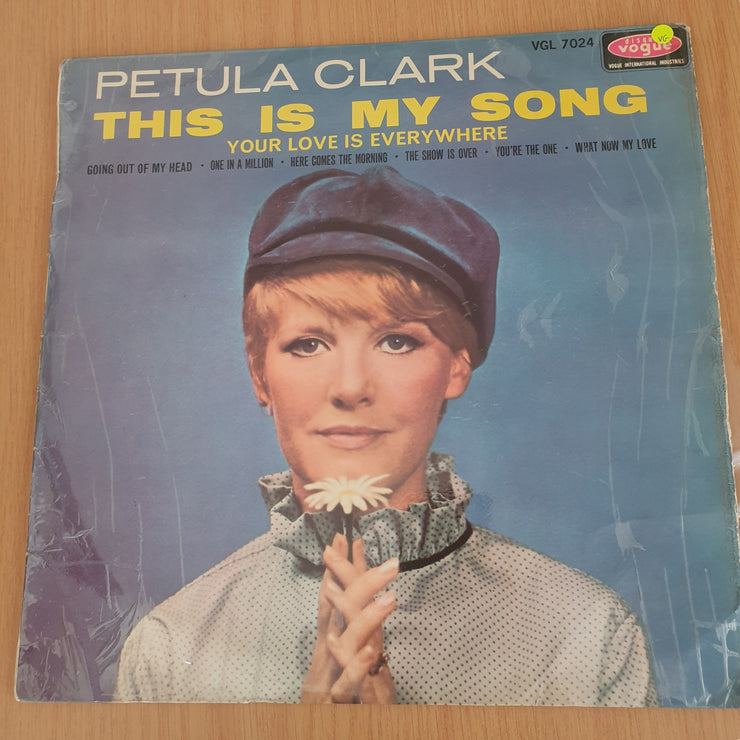 VGL 7024
VG
vogue
VOGUE INTERNATIONAL INDUSTRIES
PETULA CLARK
THIS IS MY SONG
YOUR LOVE IS EVERYWHERE
GOING OUT OF MY HEAD · ONE IN A MILLION · HERE COMES THE MORNING · THE SHOW IS OVER · YOU'RE THE ONE · WHAT NOW MY LOVE